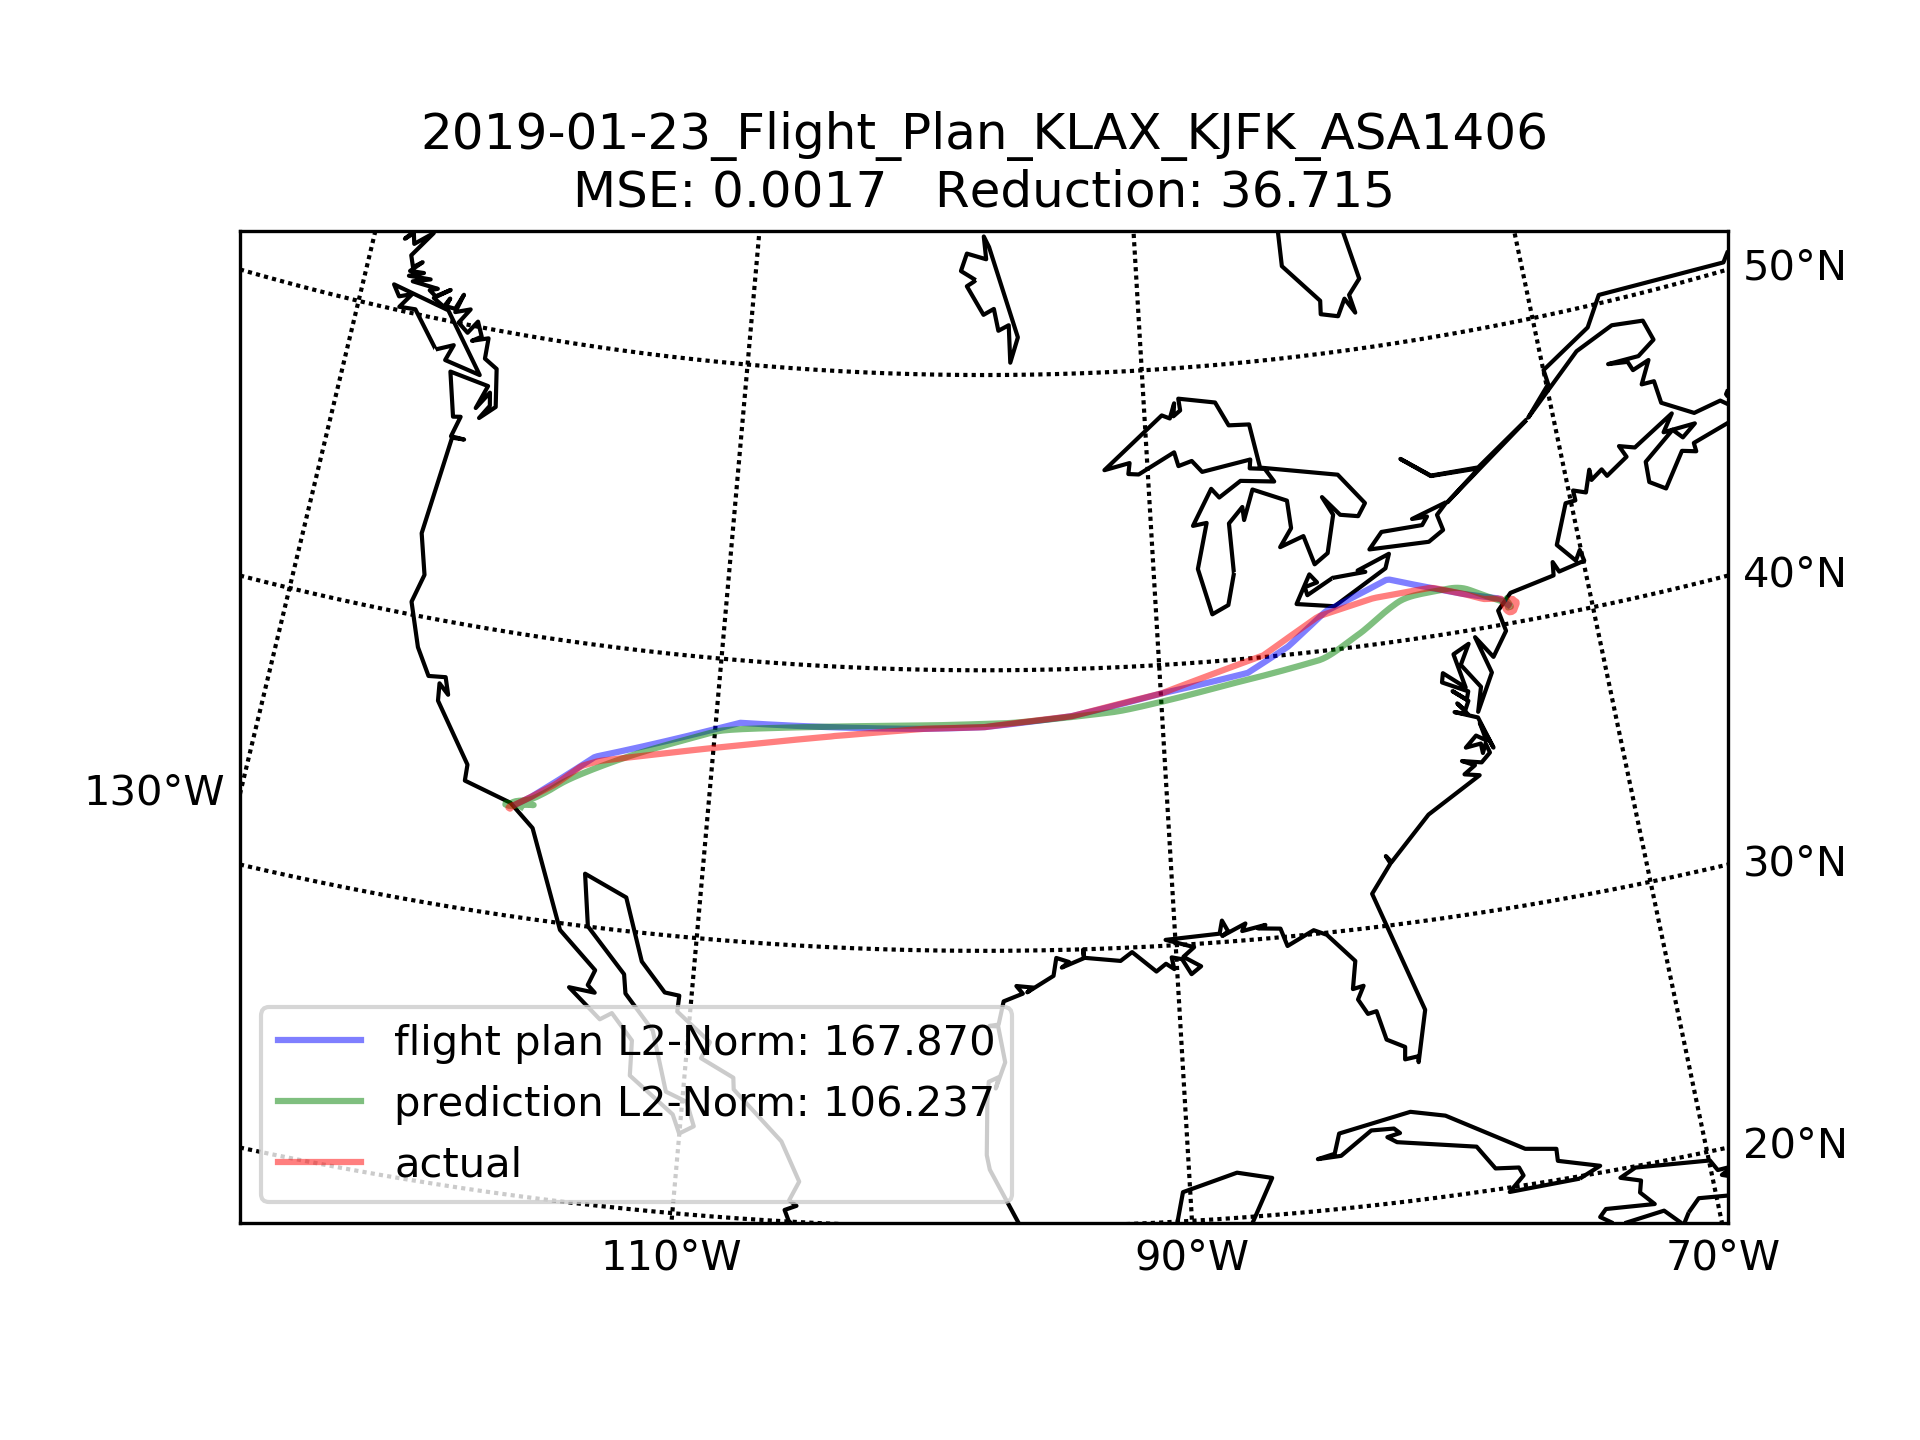 2019-01-23_Flight_Plan_KLAX_KJFK_ASA1406
MSE: 0.0017   Reduction: 36.715
50°N
40°N
130°W
30°N
flight plan L2-Norm: 167.870
prediction L2-Norm: 106.237
20°N
actual
110°W
90°W
70°W